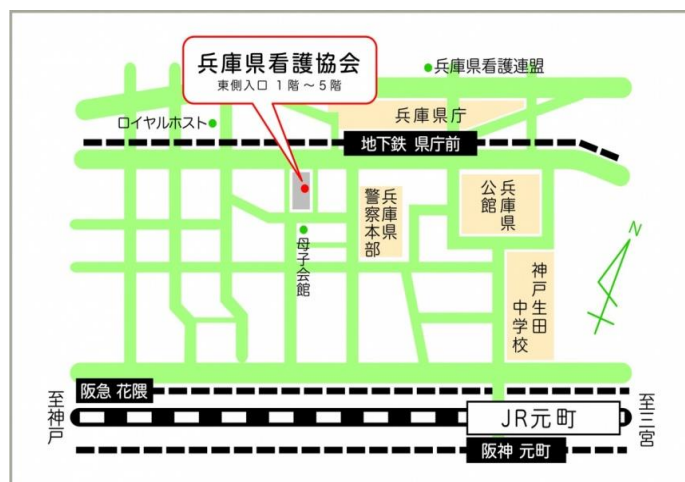 兵庫県看護協会
東側入口 1階～5階
兵庫県看護連盟
兵庫県庁
ロイヤルホスト
地下鉄 県庁前
兵庫県
公館
兵庫県
警察本部
母子会館
N
神戸生田
中学校
阪急 花隈
至神戸
JR元町
至三宮
阪神 元町